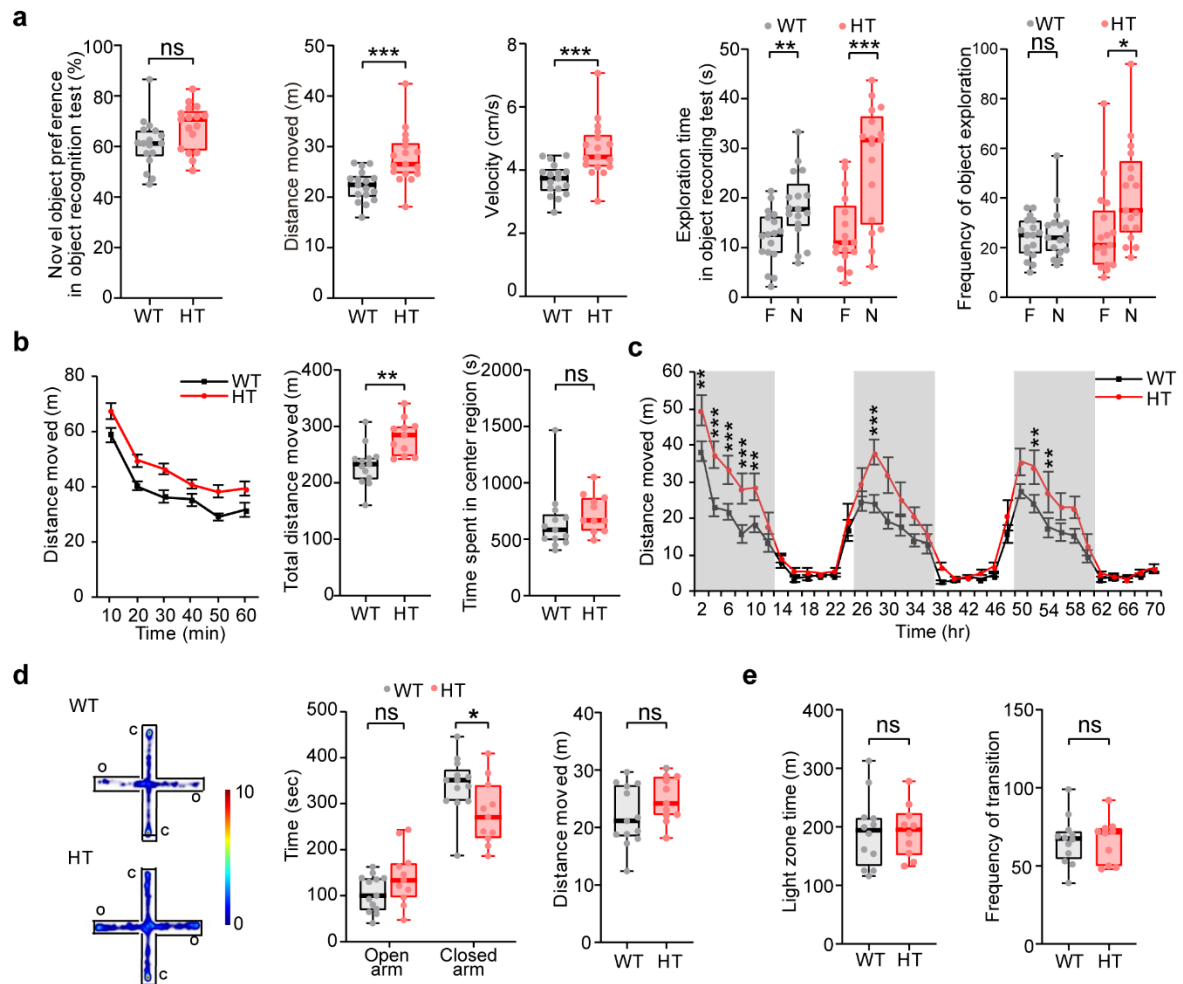 a
Novel object preference
in object recognition test (%)
100
80
60
40
20
0
ns
WT HT
Distance moved (m)
50
40
30
20
10
0
***
WT HT
Velocity (cm/s)
8
6
4
2
0
***
WT HT
WT HT
Exploration time
in object recording test (s)
50
40
30
20
10
0
** ***
F N F N
WT HT
Frequency of object exploration
100
80
60
40
20
0
ns *
F N F N
b
Distance moved (m)
80
60
40
20
0
WT
HT
10 20 30 40 50 60
Time (min)
Total distance moved (m)
400
300
200
100
0
**
WT HT
Time spent in center region (s)
2000
1500
1000
500
0
ns
WT HT
c
Distance moved (m)
60
50
40
30
20
10
0
** *** *** *** ** *** ** **
WT
HT
2 6 10 14 18 22 26 30 34 38 42 46 50 54 58 62 66 70
Time (hr)
d
WT
C
O
O
C
HT
C
O
O
C
10
0
WT HT
Time (sec)
500
400
300
200
100
0
ns *
Open
arm
Closed
arm
Distance moved (m)
40
30
20
10
0
ns
WT HT
e
Light zone time (m)
400
300
200
100
0
ns
WT HT
Frequency of transition
150
100
50
0
ns
WT HT